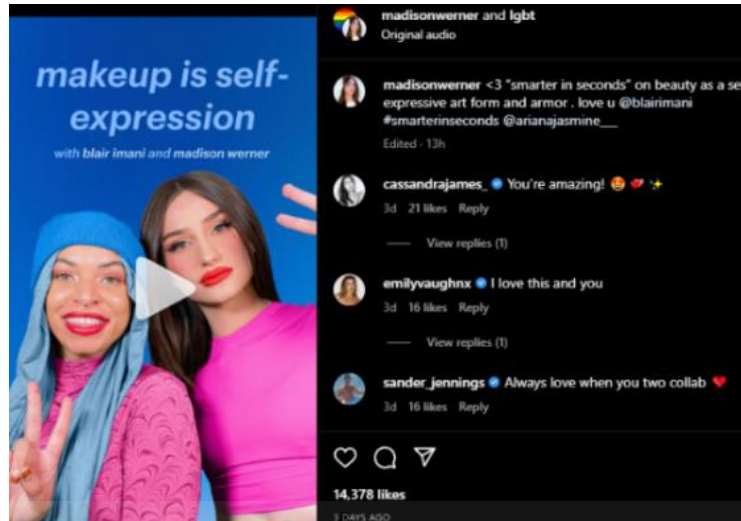 makeup is self-
expression
with blair imani and madison werner
madisonwerner and lgbt
Original audio
madisonwerner <3 "smarter in seconds" on beauty as a se
expressive art form and armor . love u @blairimani
#smarterinseconds @arianajasmine___
Edited · 13h
cassandrajames_ You're amazing! 🤩 💕 ✨
3d 21 likes Reply
View replies (1)
emilyvaughnx I love this and you
3d 16 likes Reply
View replies (1)
sander_jennings Always love when you two collab ❤️
3d 16 likes Reply
14,378 likes
DAYS AGO